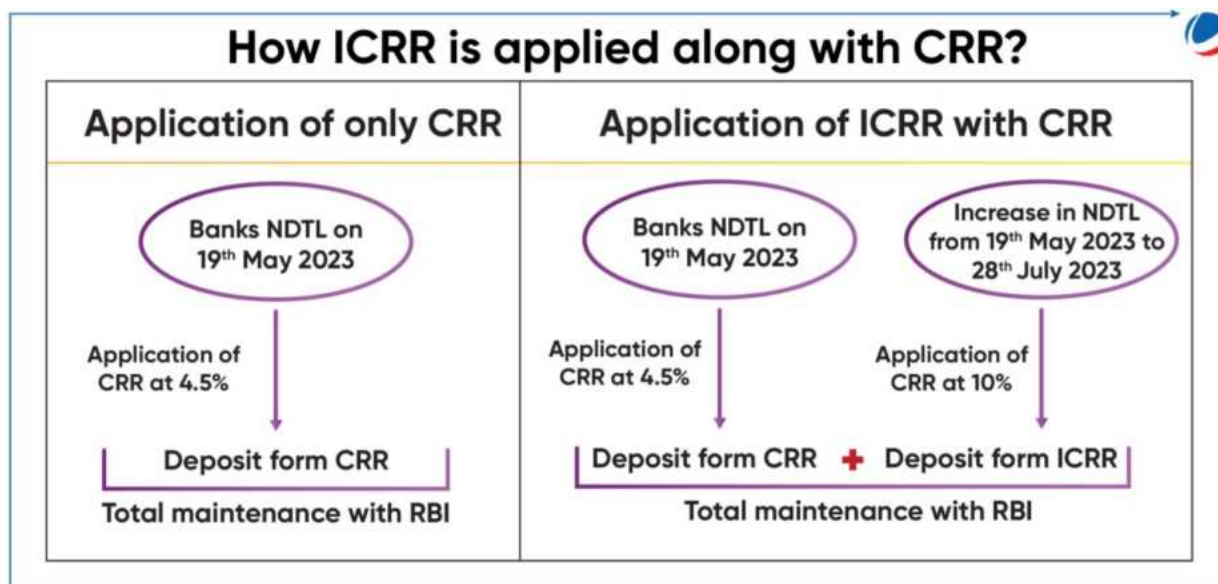 How ICRR is applied along with CRR?
Application of only CRR
Banks NDTL on
19th May 2023
Application of
CRR at 4.5%
Deposit form CRR
Total maintenance with RBI
Application of ICRR with CRR
Banks NDTL on
19th May 2023
Increase in NDTL
from 19th May 2023 to
28th July 2023
Application of
CRR at 4.5%
Application of
CRR at 10%
Deposit form CRR + Deposit form ICRR
Total maintenance with RBI